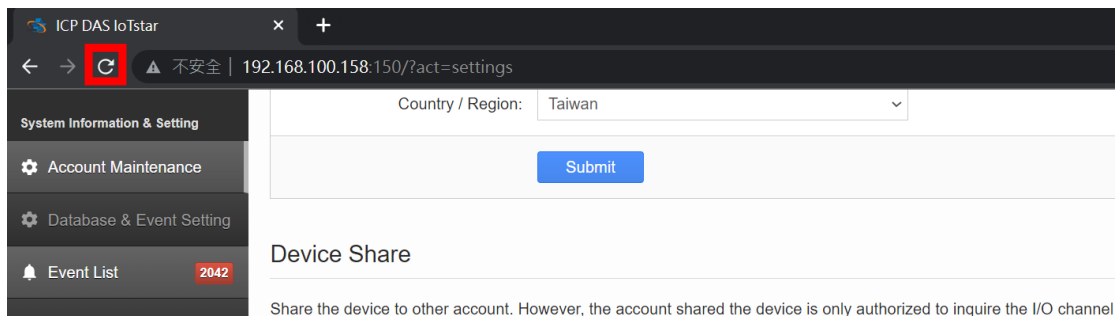 ICP DAS IoTstar
不安全 | 192.168.100.158:150/?act=settings
System Information & Setting
Account Maintenance
Database & Event Setting
Event List 2042
Country / Region: Taiwan
Submit
Device Share
Share the device to other account. However, the account shared the device is only authorized to inquire the I/O channel